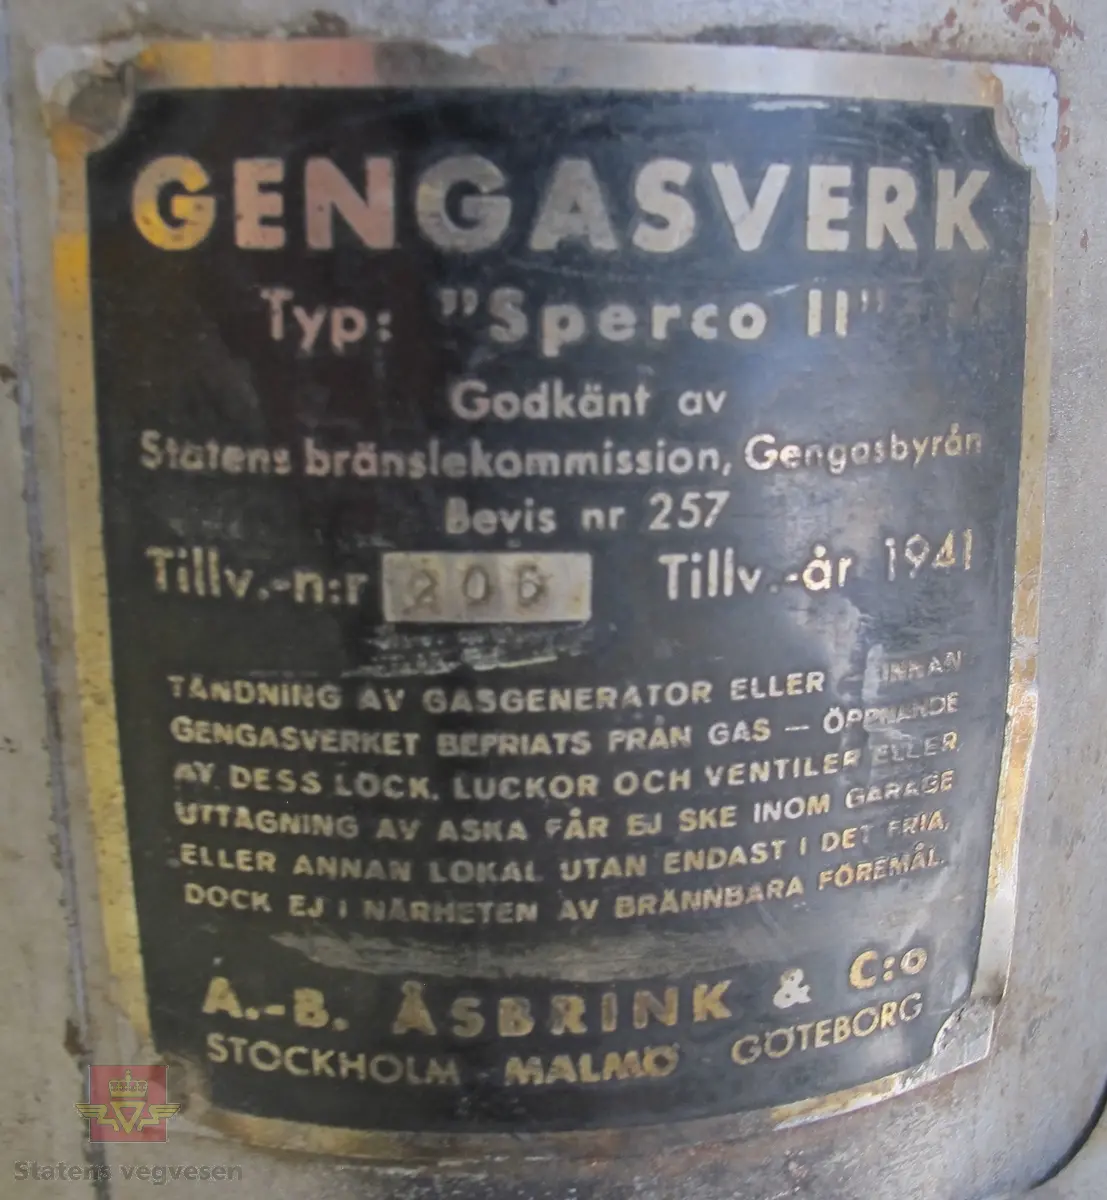 GENGASVERK
Typ: "Sperco II"
Godkänt av
Statens bränslekommission, Gengasbyrån
Bevis nr 257
Tillv.-n:r 206 Tillv.-år 1941
TÄNDNING AV GASGENERATOR ELLER – INNAN
GENGASVERKET BEFRIATS FRÅN GAS — ÖPPNANDE
AV DESS LOCK, LUCKOR OCH VENTILER ELLER
UTTAGNING AV ASKA FÅR EJ SKE INOM GARAGE
ELLER ANNAN LOKAL UTAN ENDAST I DET FRIA,
DOCK EJ I NÄRHETEN AV BRÄNNBARA FÖREMÅL.
A.-B. ÅSBRINK & C:o
STOCKHOLM MALMÖ GÖTEBORG
Statens vegvesen